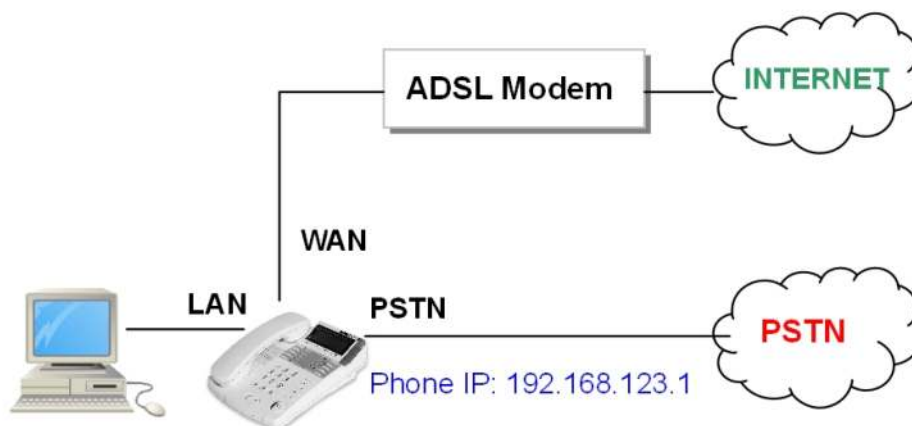 ADSL Modem
INTERNET
WAN
LAN
PSTN
PSTN
Phone IP: 192.168.123.1